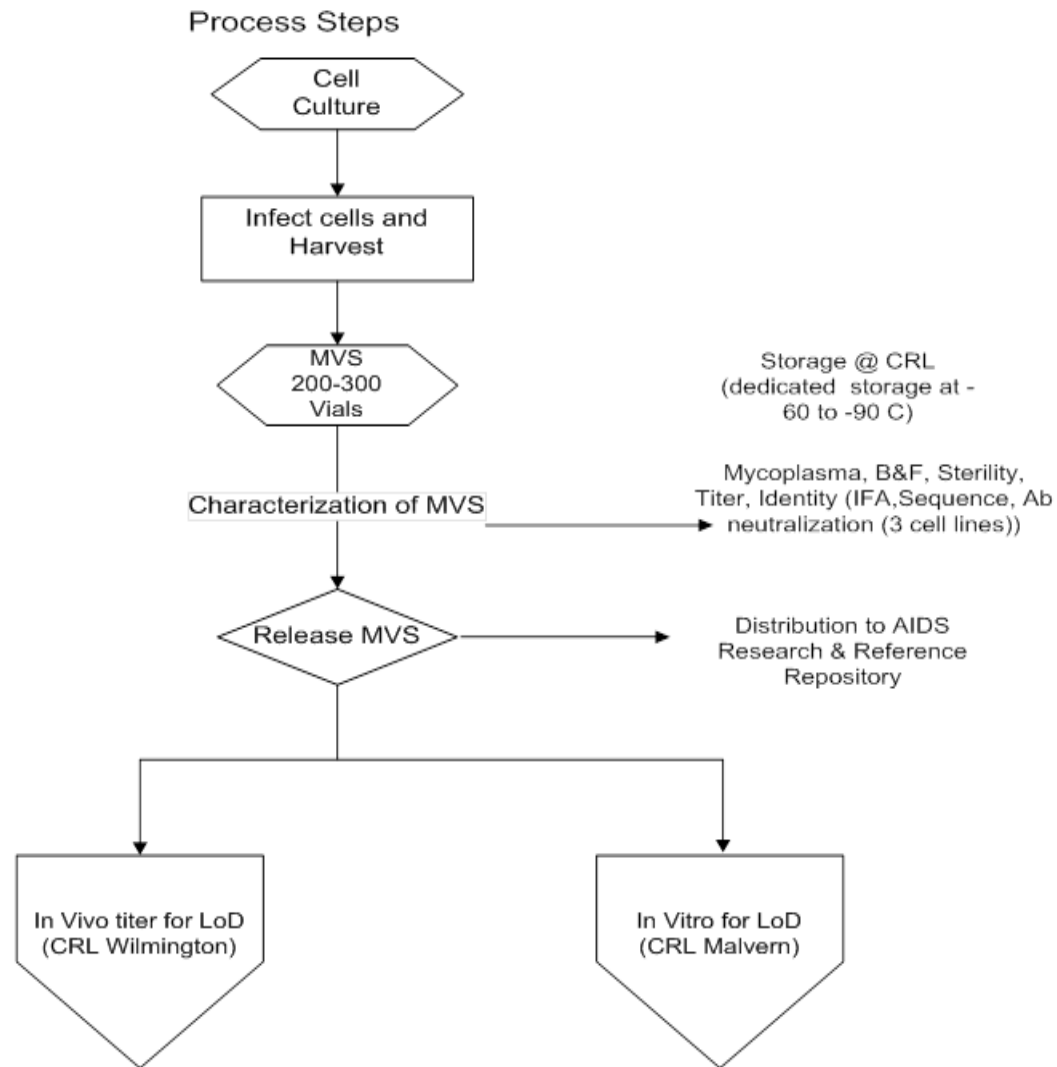 Process Steps
Cell
Culture
Infect cells and
Harvest
MVS
200-300
Vials
Storage @ CRL
(dedicated storage at -
60 to -90 C)
Characterization of MVS
Mycoplasma, B&F, Sterility,
Titer, Identity (IFA,Sequence, Ab
neutralization (3 cell lines))
Release MVS
Distribution to AIDS
Research & Reference
Repository
In Vivo titer for LoD
(CRL Wilmington)
In Vitro for LoD
(CRL Malvern)